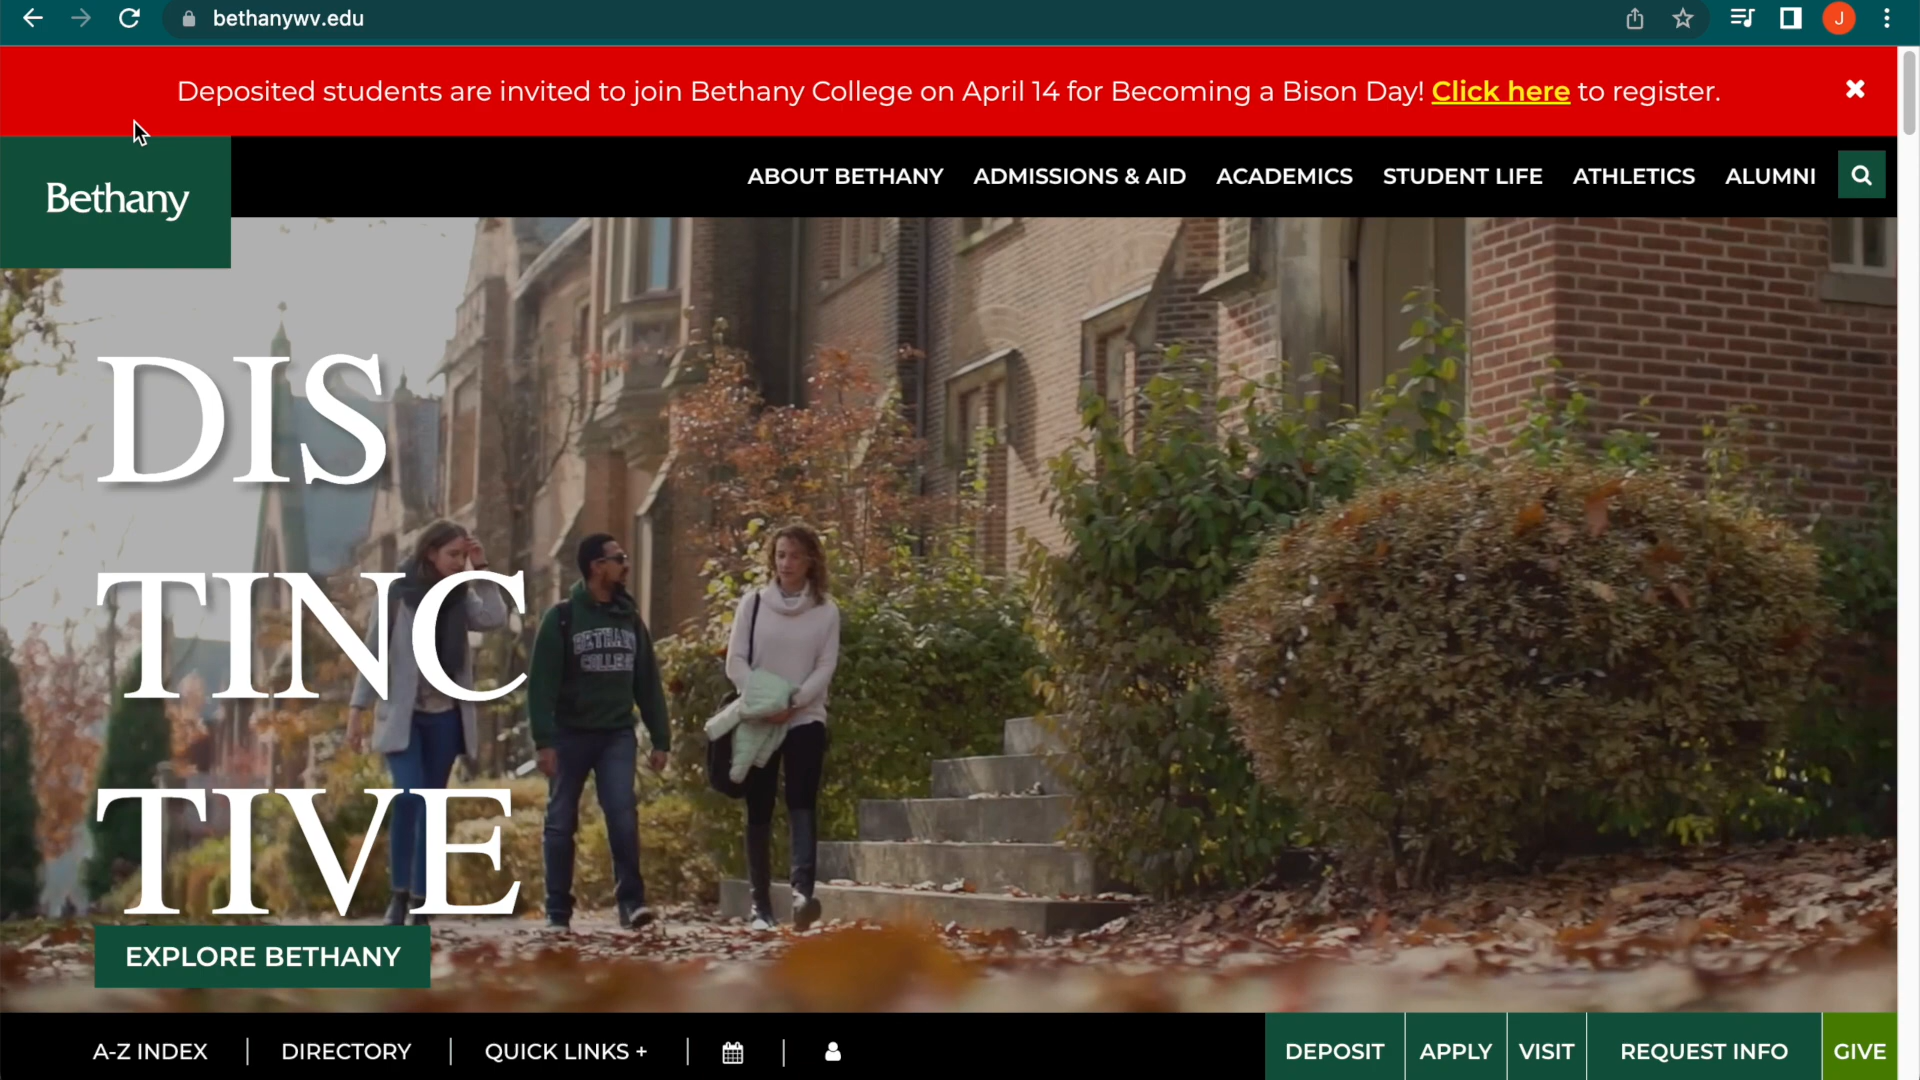 bethanywv.edu
J
Deposited students are invited to join Bethany College on April 14 for Becoming a Bison Day! Click here to register.
Bethany
ABOUT BETHANY ADMISSIONS & AID ACADEMICS STUDENT LIFE ATHLETICS ALUMNI
DIS
TINC
TIVE
BETHANY
COLLEGE
EXPLORE BETHANY
A-Z INDEX | DIRECTORY | QUICK LINKS + | |
DEPOSIT APPLY VISIT REQUEST INFO GIVE